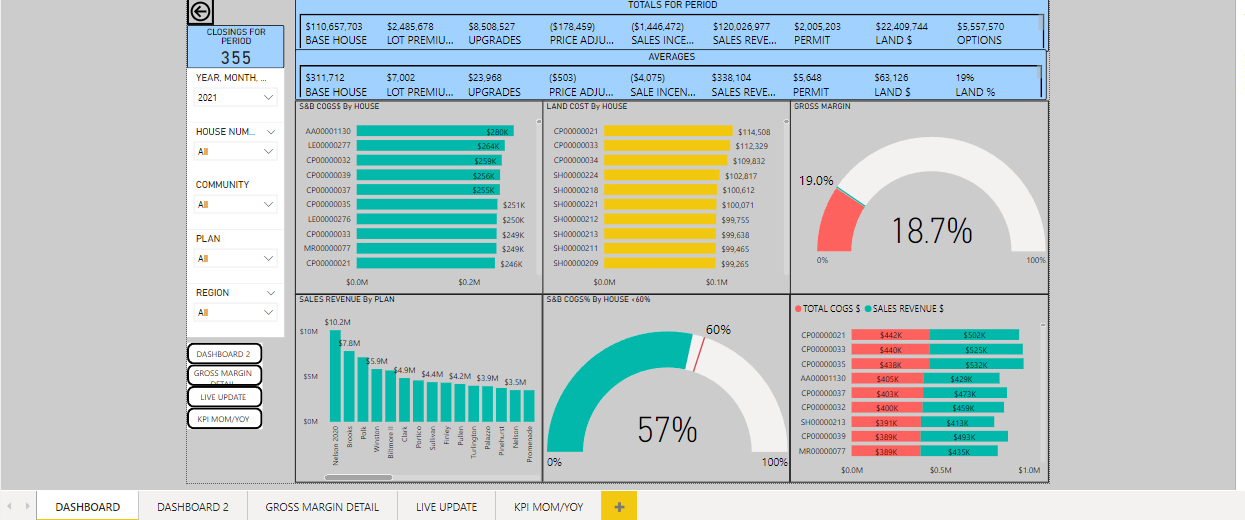 TOTALS FOR PERIOD
$110,657,703 $2,485,678 $8,508,527 ($178,459) ($1,446,472) $120,026,977 $2,005,203 $22,409,744 $5,557,570
BASE HOUSE LOT PREMIU... UPGRADES PRICE ADJU... SALES INCE... SALES REVE... PERMIT LAND $ OPTIONS
AVERAGES
$311,712 $7,002 $23,968 ($503) ($4,075) $338,104 $5,648 $63,126 19%
BASE HOUSE LOT PREMIU... UPGRADES PRICE ADJU... SALE INCEN... SALES REVE... PERMIT LAND $ LAND %
CLOSINGS FOR
PERIOD
355
YEAR, MONTH, ...
2021
HOUSE NUM...
All
COMMUNITY
All
PLAN
All
REGION
All
DASHBOARD 2
GROSS MARGIN
DETAIL
LIVE UPDATE
KPI MOM/YOY
S&B COGS$ By HOUSE
AA00001130 $280K
LE00000277 $264K
CP00000032 $259K
CP00000039 $256K
CP00000037 $255K
CP00000035 $251K
LE00000276 $250K
CP00000033 $249K
MR00000077 $249K
CP00000021 $246K
$0.0M $0.2M
LAND COST By HOUSE
CP00000021 $114,508
CP00000033 $112,329
CP00000034 $109,832
SH00000224 $102,817
SH00000218 $100,612
SH00000221 $100,071
SH00000212 $99,755
SH00000213 $99,638
SH00000211 $99,465
SH00000209 $99,265
$0.0M $0.1M
GROSS MARGIN
19.0%
18.7%
0% 100%
SALES REVENUE By PLAN
$10.2M
$10M
$7.8M
$5.9M
$4.9M $4.4M $4.2M $3.9M $3.5M
$5M
$0M
Nelson 2020 Brooks Polk Winston Biltmore II Clark Portico Sullivan Finley Pullen Turlington Palazzo Pinehurst Nelson Promenade
S&B COGS% By HOUSE <60%
60%
57%
0% 100%
TOTAL COGS $ SALES REVENUE $
CP00000021 $442K $502K
CP00000033 $440K $525K
CP00000035 $438K $532K
AA00001130 $405K $429K
CP00000037 $403K $473K
CP00000032 $400K $459K
SH00000213 $391K $413K
CP00000039 $389K $493K
MR00000077 $389K $435K
$0.0M $0.5M $1.0M
DASHBOARD DASHBOARD 2 GROSS MARGIN DETAIL LIVE UPDATE KPI MOM/YOY +